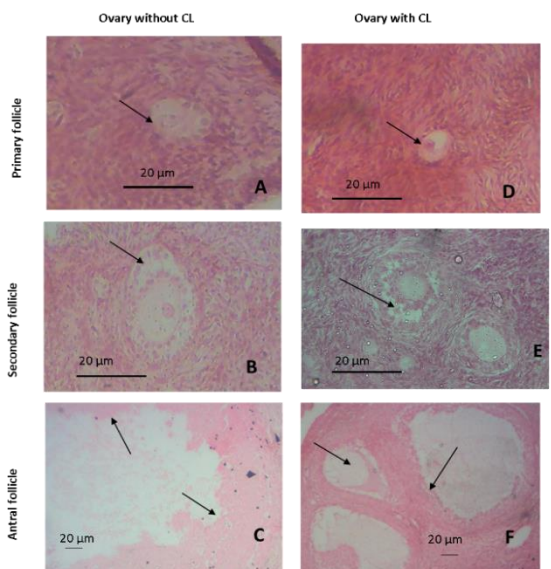 Ovary without CL
Ovary with CL
Primary follicle
20 µm
A
20 µm
D
Secondary follicle
20 µm
B
20 µm
E
Antral follicle
20 µm
C
20 µm
F